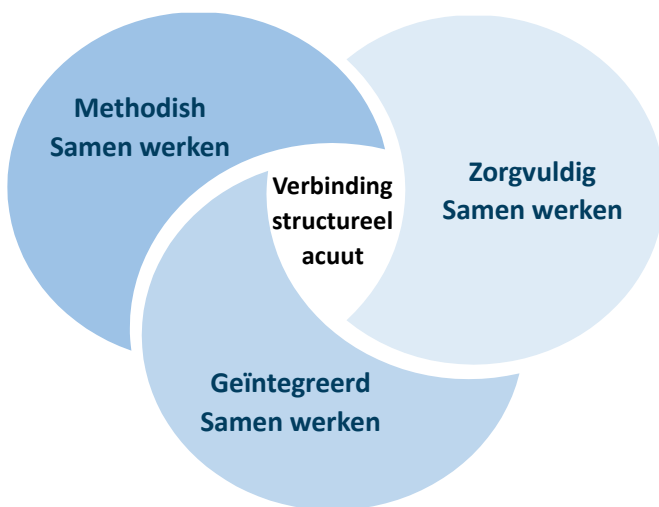 Methodish
Samen werken
Zorgvuldig
Samen werken
Verbinding
structureel
acuut
Geïntegreerd
Samen werken